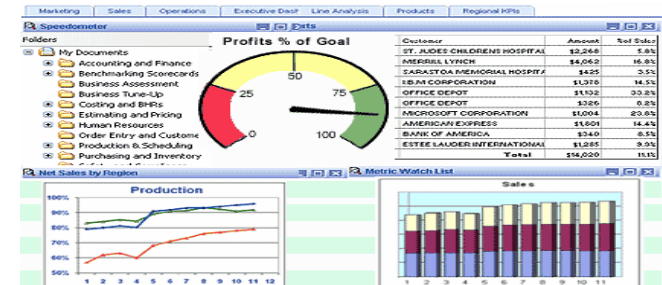 Marketing Sales Operations Executive Dash Line Analysis Products Regional KPIs
Speedometer
Folders
My Documents
Accounting and Finance
Benchmarking Scorecards
Business Assessment
Business Tune-Up
Costing and BHRs
Estimating and Pricing
Human Resources
Order Entry and Custome
Production & Scheduling
Purchasing and Inventory
Profits % of Goal
0 25 50 75 100
Customer Amount %of Sales
ST. JUDES CHILDRENS HOSPITAL $2,268 5.8%
MERRILL LYNCH $4,062 16.8%
SARASTOA MEMORIAL HOSPITA $425 3.5%
I.B.M CORPORATION $1,378 14.5%
OFFICE DEPOT $1,132 33.2%
OFFICE DEPOT $326 8.2%
MICROSOFT CORPORATION $1,004 23.8%
AMERICAN EXPRESS $1,801 14.4%
BANK OF AMERICA $340 8.5%
ESTEE LAUDER INTERNATIONAL $1,285 9.9%
Total $14,020 11.1%
Net Sales by Region
Production
100%
90%
80%
70%
60%
50%
1 2 3 4 5 6 7 8 9 10 11 12
Metric Watch List
Sales
1 2 3 4 5 6 7 8 9 10 11